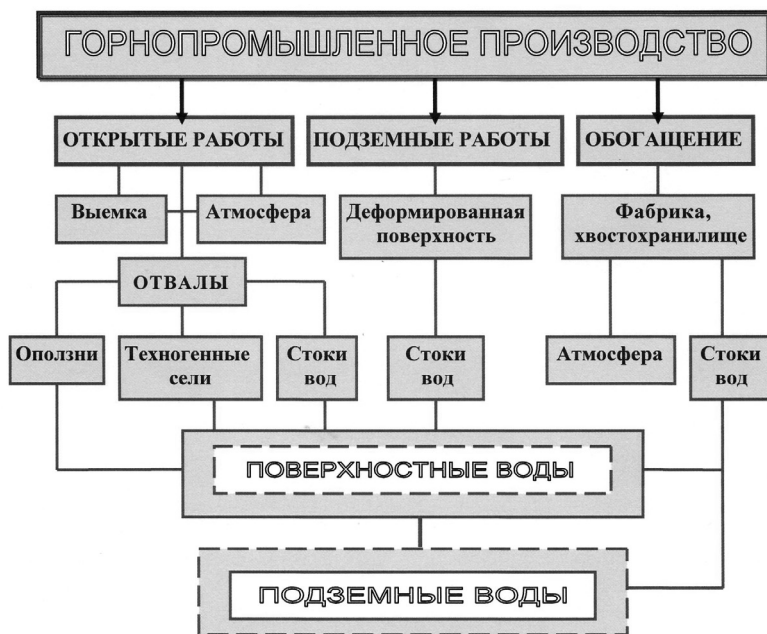 ГОРНОПРОМЫШЛЕННОЕ ПРОИЗВОДСТВО
ОТКРЫТЫЕ РАБОТЫ
ПОДЗЕМНЫЕ РАБОТЫ
ОБОГАЩЕНИЕ
Выемка
Атмосфера
Деформированная
поверхность
Фабрика,
хвостохранилище
ОТВАЛЫ
Оползни
Техногенные
сели
Стоки
вод
Стоки
вод
Атмосфера
Стоки
вод
ПОВЕРХНОСТНЫЕ ВОДЫ
ПОДЗЕМНЫЕ ВОДЫ